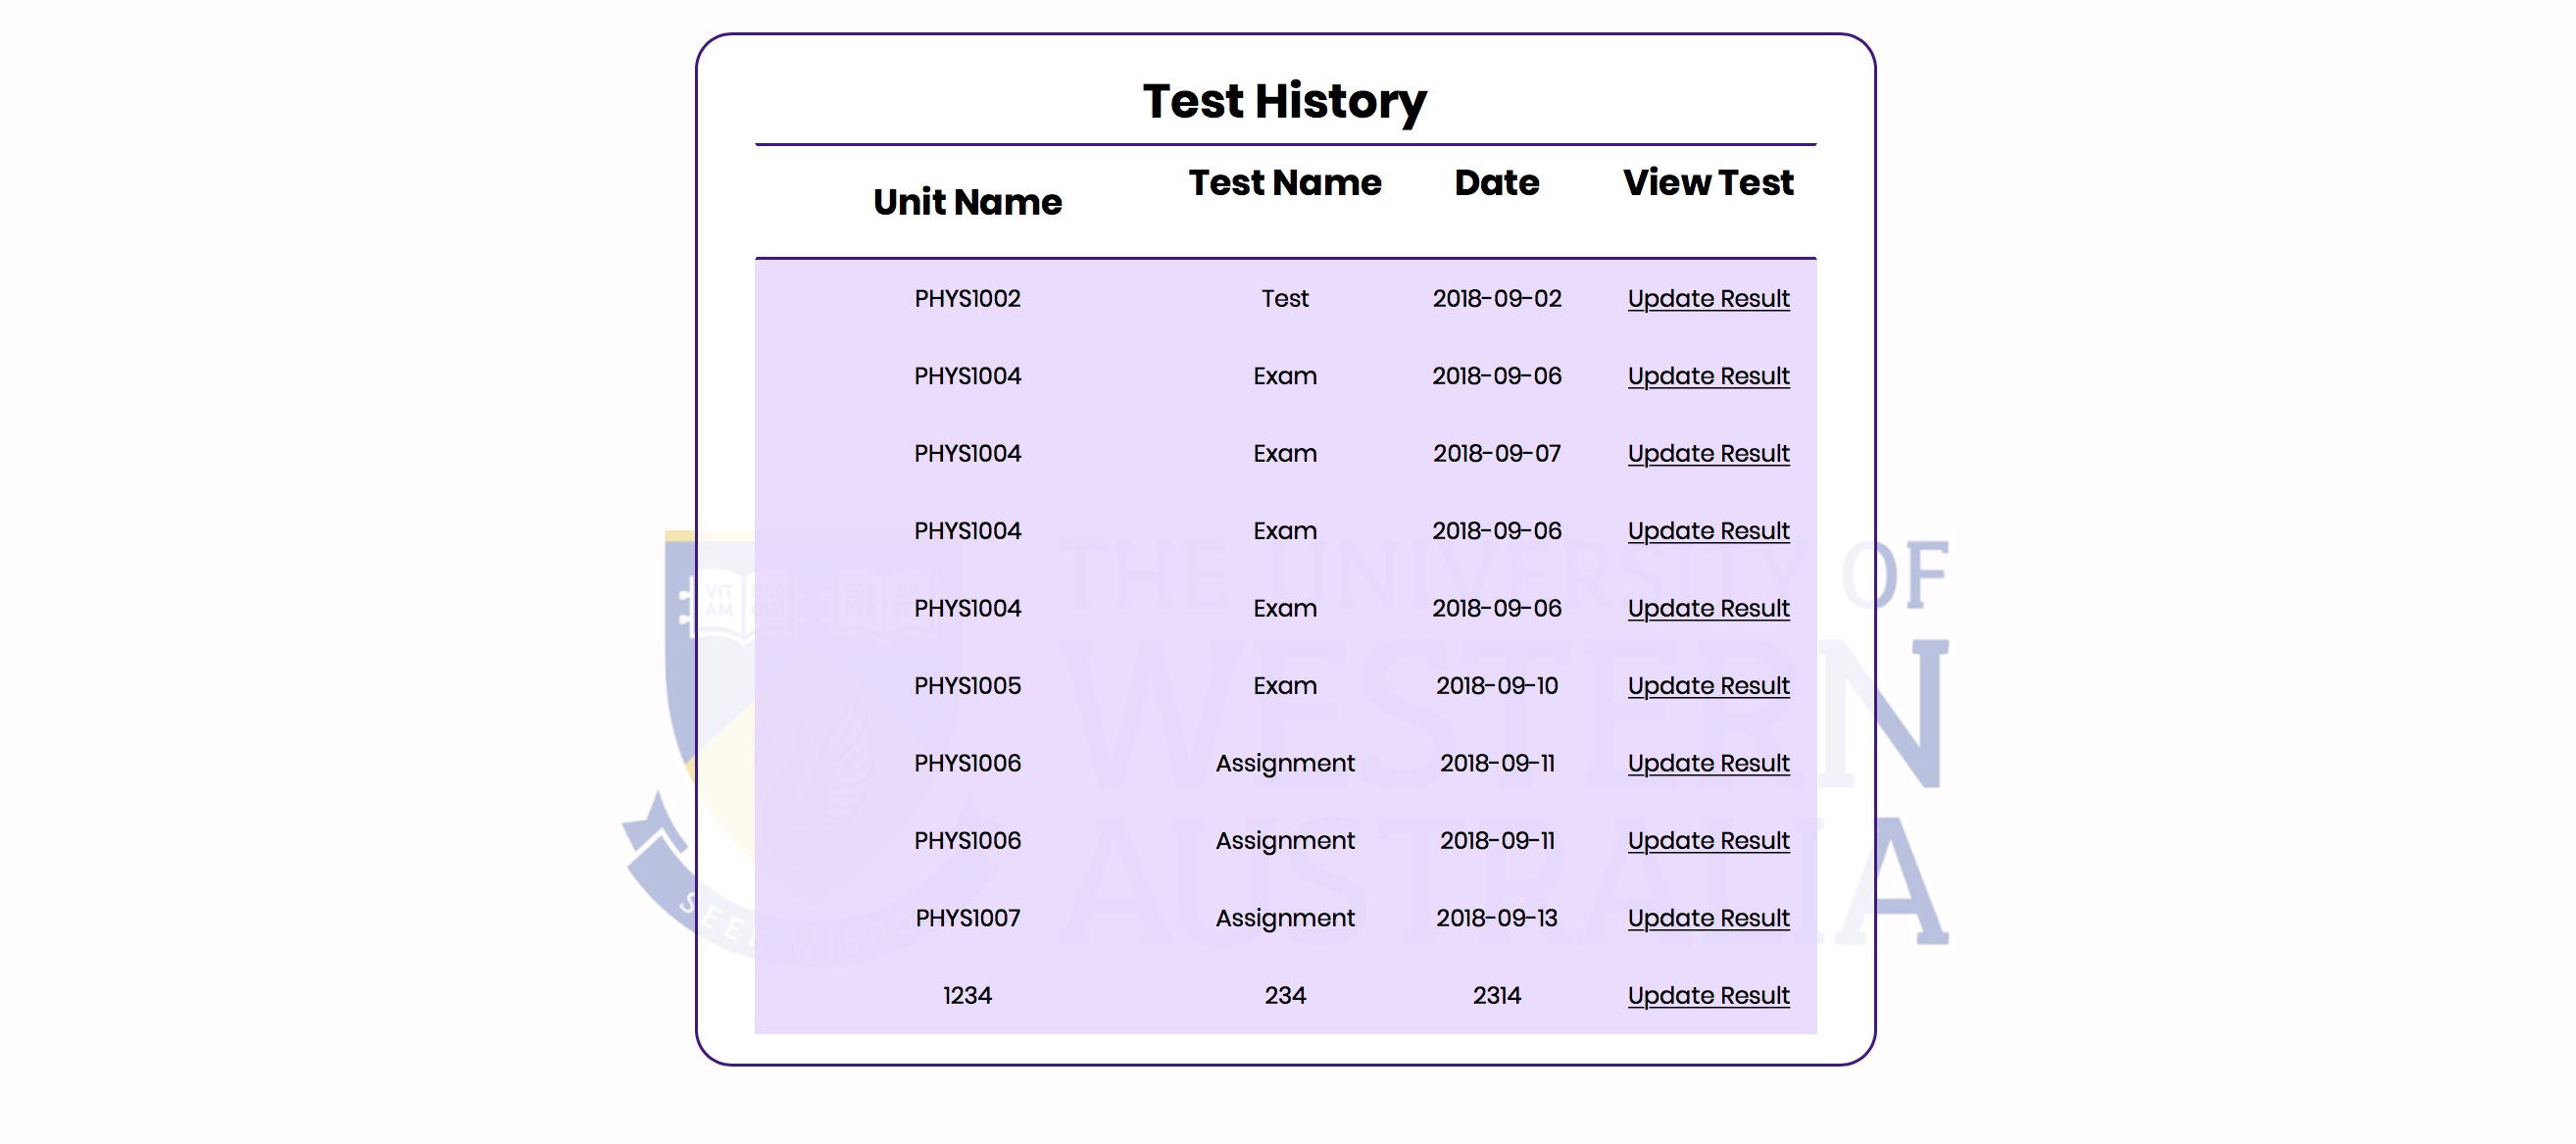 Test History
Unit Name Test Name Date View Test
PHYS1002 Test 2018-09-02 Update Result
PHYS1004 Exam 2018-09-06 Update Result
PHYS1004 Exam 2018-09-07 Update Result
PHYS1004 Exam 2018-09-06 Update Result
PHYS1004 Exam 2018-09-06 Update Result
PHYS1005 Exam 2018-09-10 Update Result
PHYS1006 Assignment 2018-09-11 Update Result
PHYS1006 Assignment 2018-09-11 Update Result
PHYS1007 Assignment 2018-09-13 Update Result
1234 234 2314 Update Result
THE UNIVERSITY OF
WESTERN
AUSTRALIA
VIT
AM
SEEK WISDOM